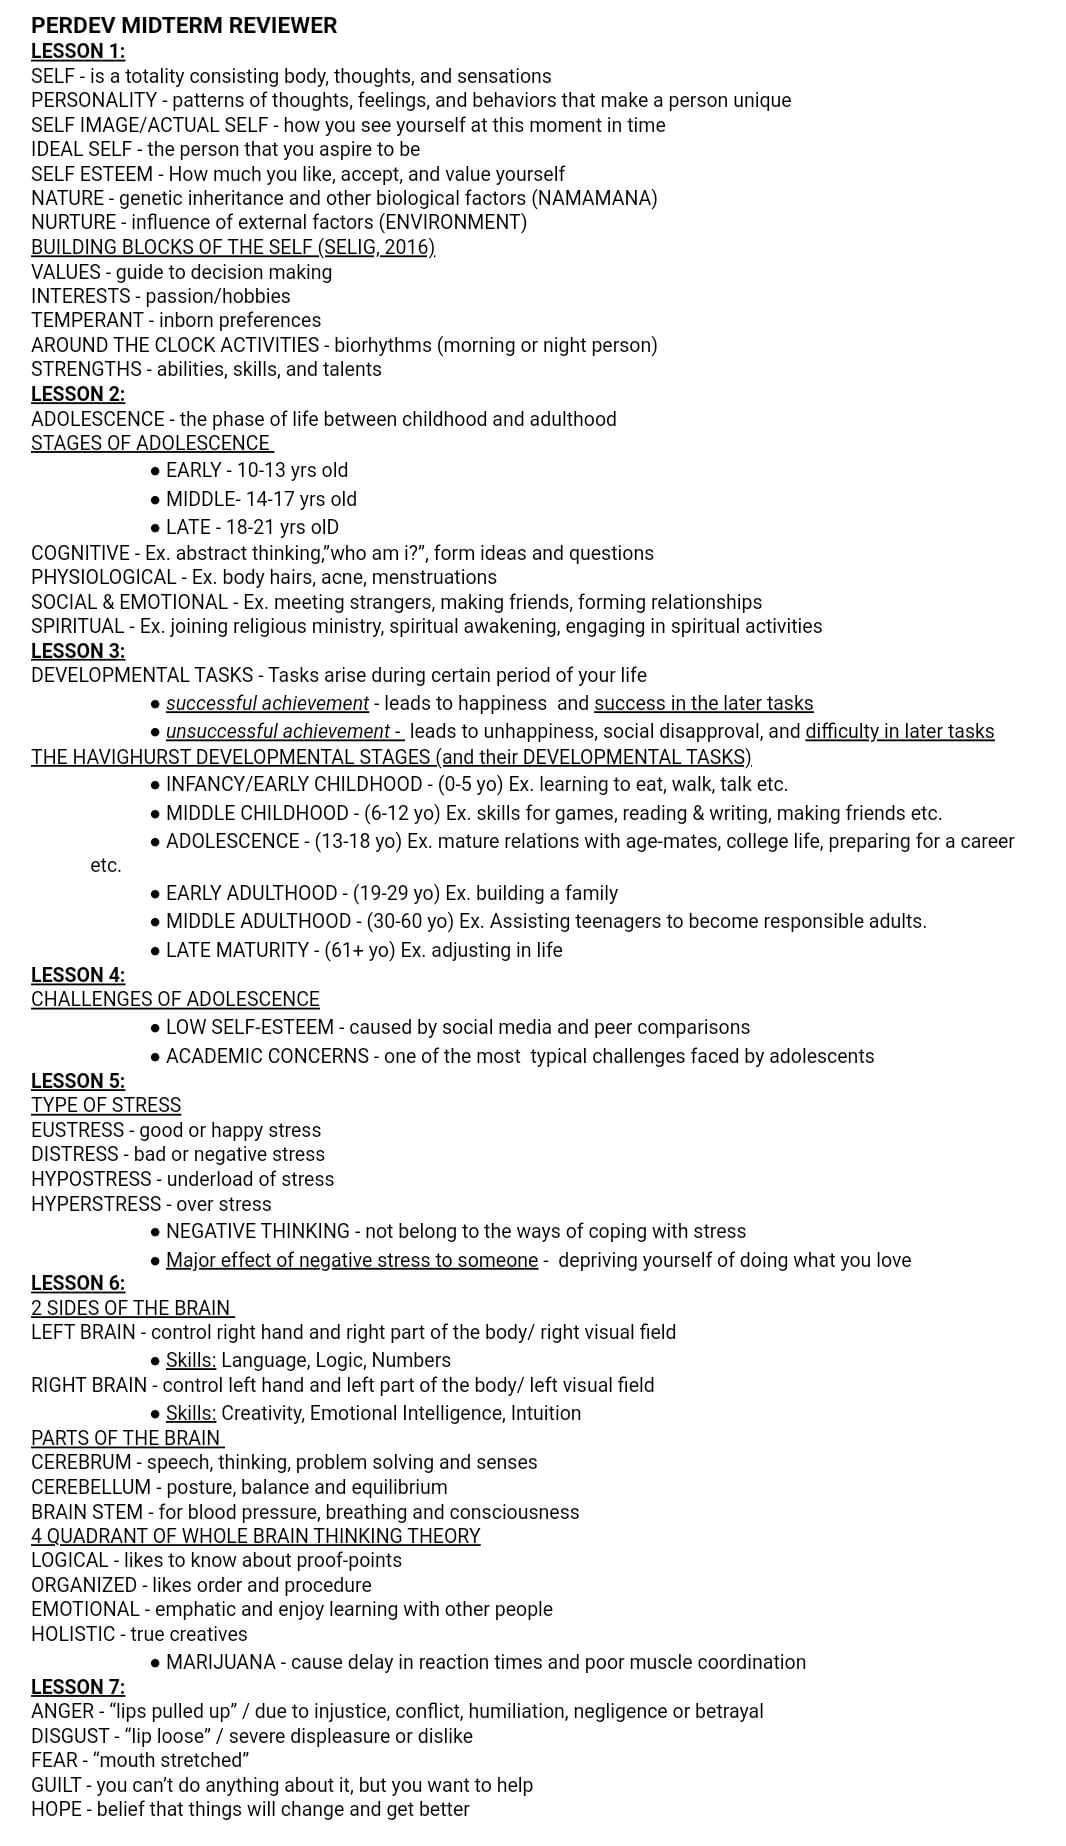 PERDEV MIDTERM REVIEWER
LESSON 1:
SELF - is a totality consisting body, thoughts, and sensations
PERSONALITY - patterns of thoughts, feelings, and behaviors that make a person unique
SELF IMAGE/ACTUAL SELF - how you see yourself at this moment in time
IDEAL SELF - the person that you aspire to be
SELF ESTEEM - How much you like, accept, and value yourself
NATURE - genetic inheritance and other biological factors (NAMAMANA)
NURTURE - influence of external factors (ENVIRONMENT)
BUILDING BLOCKS OF THE SELF (SELIG, 2016)
VALUES - guide to decision making
INTERESTS - passion/hobbies
TEMPERANT - inborn preferences
AROUND THE CLOCK ACTIVITIES - biorhythms (morning or night person)
STRENGTHS - abilities, skills, and talents
LESSON 2:
ADOLESCENCE - the phase of life between childhood and adulthood
STAGES OF ADOLESCENCE
● EARLY - 10-13 yrs old
● MIDDLE- 14-17 yrs old
● LATE - 18-21 yrs olD
COGNITIVE - Ex. abstract thinking,”who am i?”, form ideas and questions
PHYSIOLOGICAL - Ex. body hairs, acne, menstruations
SOCIAL & EMOTIONAL - Ex. meeting strangers, making friends, forming relationships
SPIRITUAL - Ex. joining religious ministry, spiritual awakening, engaging in spiritual activities
LESSON 3:
DEVELOPMENTAL TASKS - Tasks arise during certain period of your life
● successful achievement - leads to happiness  and success in the later tasks
● unsuccessful achievement -  leads to unhappiness, social disapproval, and difficulty in later tasks
THE HAVIGHURST DEVELOPMENTAL STAGES (and their DEVELOPMENTAL TASKS)
● INFANCY/EARLY CHILDHOOD - (0-5 yo) Ex. learning to eat, walk, talk etc.
● MIDDLE CHILDHOOD - (6-12 yo) Ex. skills for games, reading & writing, making friends etc.
● ADOLESCENCE - (13-18 yo) Ex. mature relations with age-mates, college life, preparing for a career
etc.
● EARLY ADULTHOOD - (19-29 yo) Ex. building a family
● MIDDLE ADULTHOOD - (30-60 yo) Ex. Assisting teenagers to become responsible adults.
● LATE MATURITY - (61+ yo) Ex. adjusting in life
LESSON 4:
CHALLENGES OF ADOLESCENCE
● LOW SELF-ESTEEM - caused by social media and peer comparisons
● ACADEMIC CONCERNS - one of the most  typical challenges faced by adolescents
LESSON 5:
TYPE OF STRESS
EUSTRESS - good or happy stress
DISTRESS - bad or negative stress
HYPOSTRESS - underload of stress
HYPERSTRESS - over stress
● NEGATIVE THINKING - not belong to the ways of coping with stress
● Major effect of negative stress to someone -  depriving yourself of doing what you love
LESSON 6:
2 SIDES OF THE BRAIN
LEFT BRAIN - control right hand and right part of the body/ right visual field
● Skills: Language, Logic, Numbers
RIGHT BRAIN - control left hand and left part of the body/ left visual field
● Skills: Creativity, Emotional Intelligence, Intuition
PARTS OF THE BRAIN
CEREBRUM - speech, thinking, problem solving and senses
CEREBELLUM - posture, balance and equilibrium
BRAIN STEM - for blood pressure, breathing and consciousness
4 QUADRANT OF WHOLE BRAIN THINKING THEORY
LOGICAL - likes to know about proof-points
ORGANIZED - likes order and procedure
EMOTIONAL - emphatic and enjoy learning with other people
HOLISTIC - true creatives
● MARIJUANA - cause delay in reaction times and poor muscle coordination
LESSON 7:
ANGER - “lips pulled up” / due to injustice, conflict, humiliation, negligence or betrayal
DISGUST - “lip loose” / severe displeasure or dislike
FEAR - “mouth stretched”
GUILT - you can’t do anything about it, but you want to help
HOPE - belief that things will change and get better